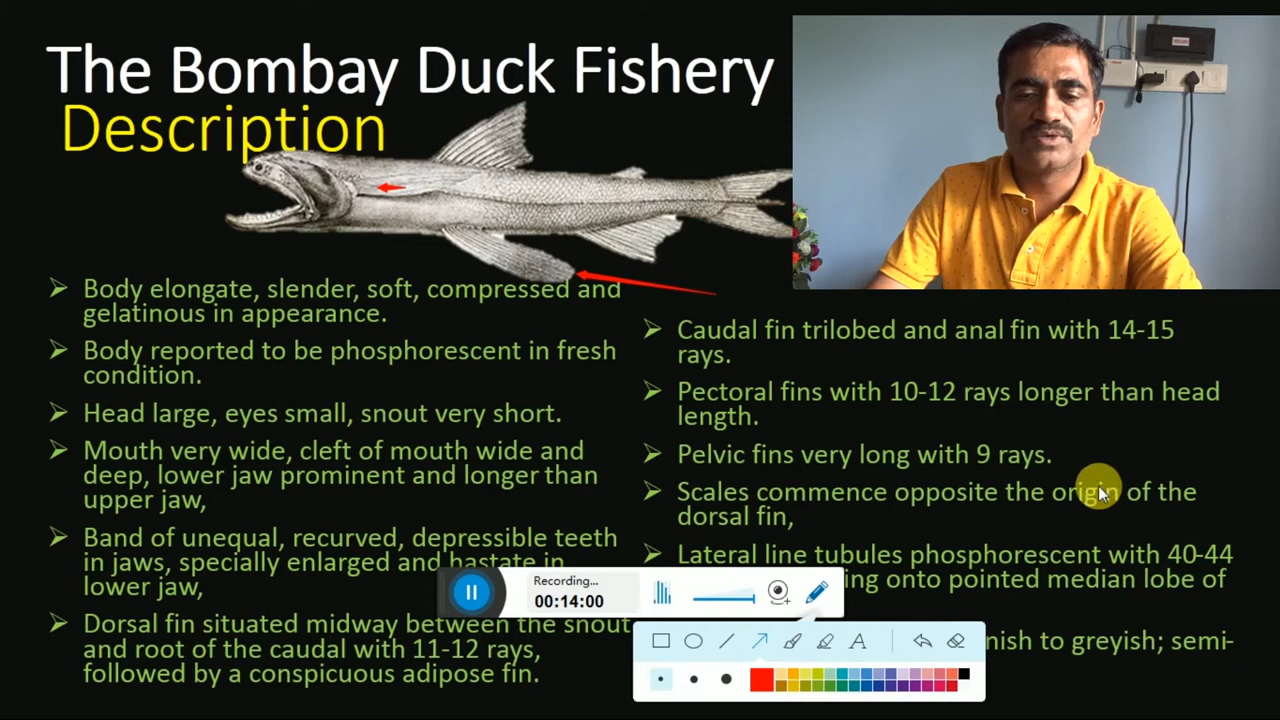 The Bombay Duck Fishery
Description
➢ Body elongate, slender, soft, compressed and
gelatinous in appearance.
➢ Body reported to be phosphorescent in fresh
condition.
➢ Head large, eyes small, snout very short.
➢ Mouth very wide, cleft of mouth wide and
deep, lower jaw prominent and longer than
upper jaw,
➢ Band of unequal, recurved, depressible teeth
in jaws, specially enlarged and hastate in
lower jaw,
➢ Dorsal fin situated midway between the snout
and root of the caudal with 11-12 rays,
followed by a conspicuous adipose fin.
➢ Caudal fin trilobed and anal fin with 14-15
rays.
➢ Pectoral fins with 10-12 rays longer than head
length.
➢ Pelvic fins very long with 9 rays.
➢ Scales commence opposite the origin of the
dorsal fin,
➢ Lateral line tubules phosphorescent with 40-44
onto pointed median lobe of
to greyish; semi-
Recording...
00:14:00
A